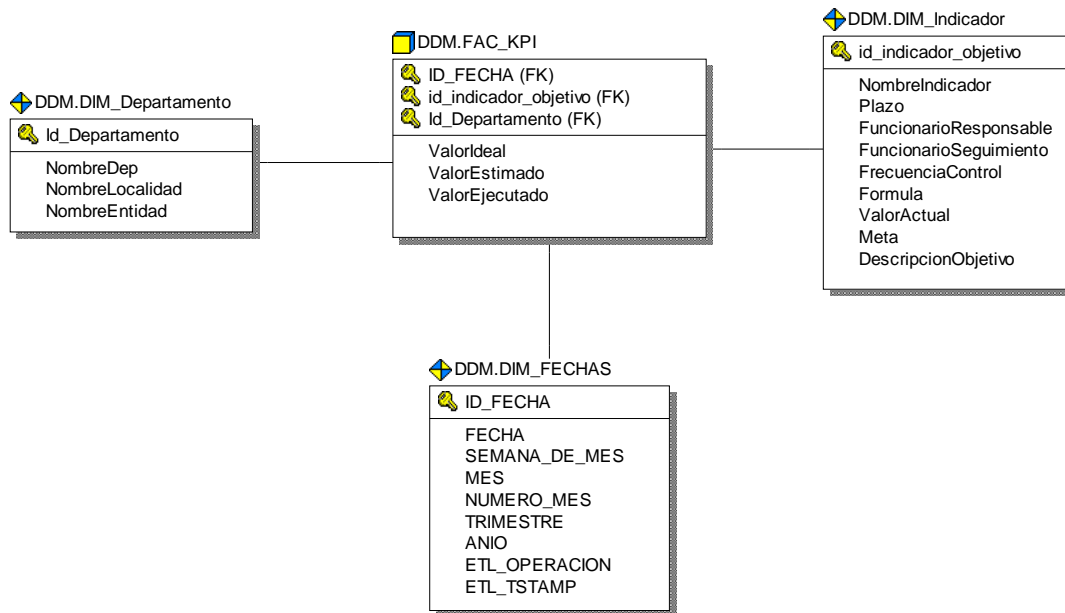 DDM.DIM_Departamento
Id_Departamento
NombreDep
NombreLocalidad
NombreEntidad
DDM.FAC_KPI
ID_FECHA (FK)
id_indicador_objetivo (FK)
Id_Departamento (FK)
ValorIdeal
ValorEstimado
ValorEjecutado
DDM.DIM_Indicador
id_indicador_objetivo
NombreIndicador
Plazo
FuncionarioResponsable
FuncionarioSeguimiento
FrecuenciaControl
Formula
ValorActual
Meta
DescripcionObjetivo
DDM.DIM_FECHAS
ID_FECHA
FECHA
SEMANA_DE_MES
MES
NUMERO_MES
TRIMESTRE
ANIO
ETL_OPERACION
ETL_TSTAMP